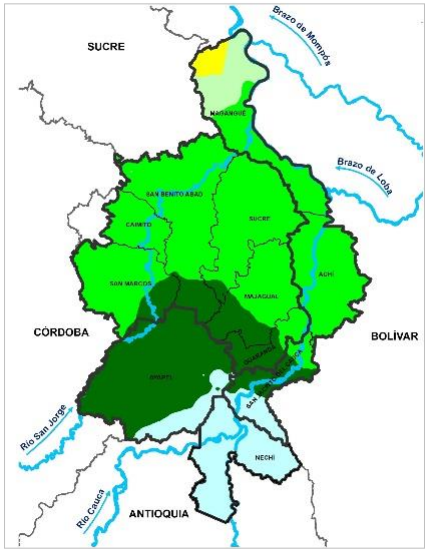 Brazo de Mompós
SUCRE
MAGANGUÉ
Brazo de Loba
SAN BENITO ABAD
CAIMITO
SUCRE
ACHÍ
SAN MARCOS
MAJAGUAL
CÓRDOBA
BOLÍVAR
GUARANDA
AYAPEL
Río San Jorge
NECHÍ
Río Cauca
ANTIOQUIA